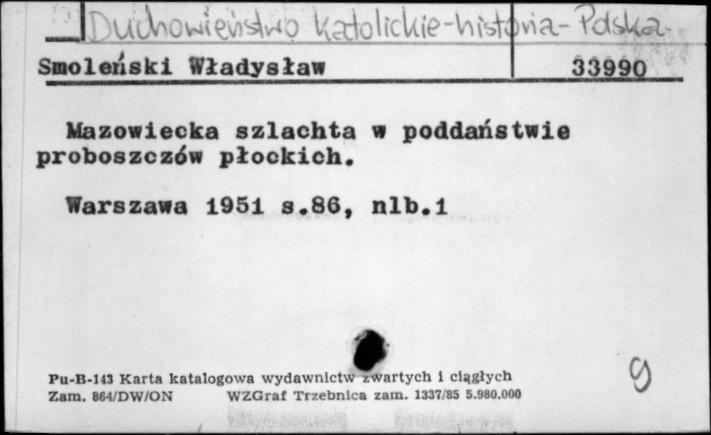 Duchowieństwo katolickie-historia-Polska-
Smoleński Władysław 33990
Mazowiecka szlachta w poddaństwie
proboszczów płockich.
Warszawa 1951 s.86, nlb.1
Pu-B-143 Karta katalogowa wydawnictw zwartych i ciągłych
Zam. 864/DW/ON WZGraf Trzebnica zam. 1337/85 5.980.000
9